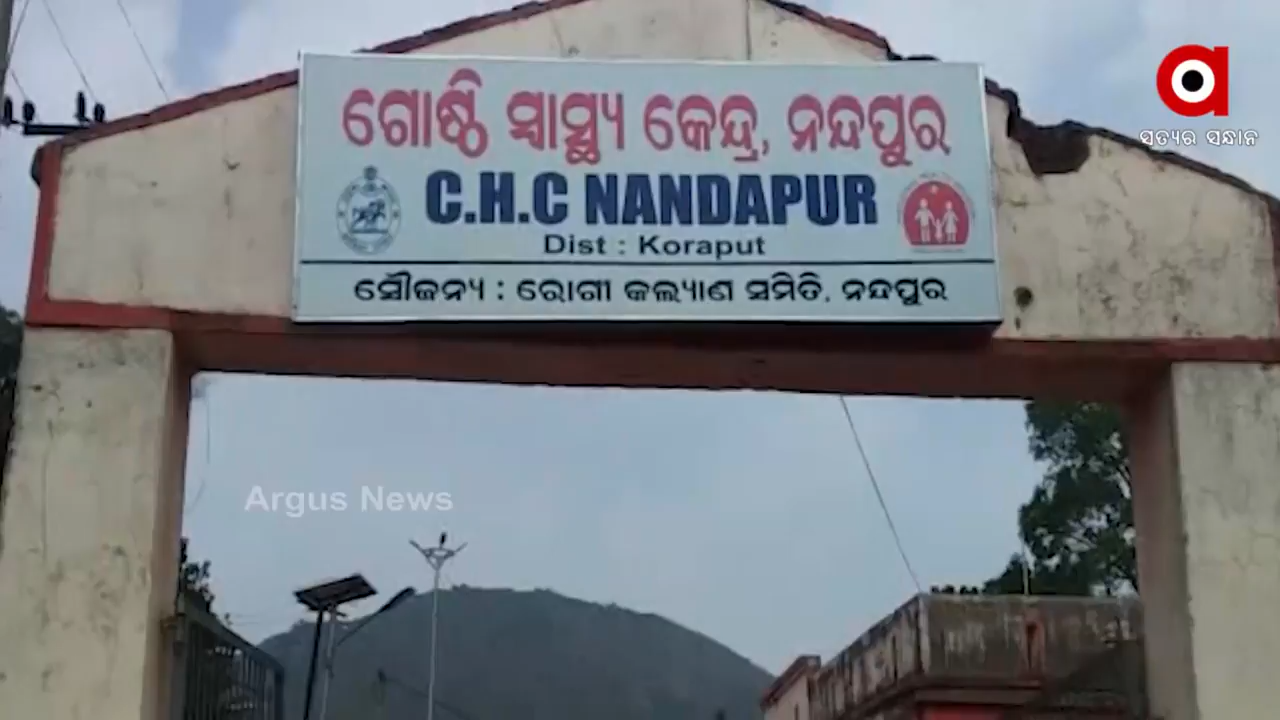 ଗୋଷ୍ଠି ସ୍ୱାସ୍ଥ୍ୟ କେନ୍ଦ୍ର, ନନ୍ଦପୁର
C.H.C NANDAPUR
Dist : Koraput
ସୌଜନ୍ୟ : ରୋଗୀ କଲ୍ୟାଣ ସମିତି, ନନ୍ଦପୁର
a
ସତ୍ୟର ସନ୍ଧାନ
Argus News